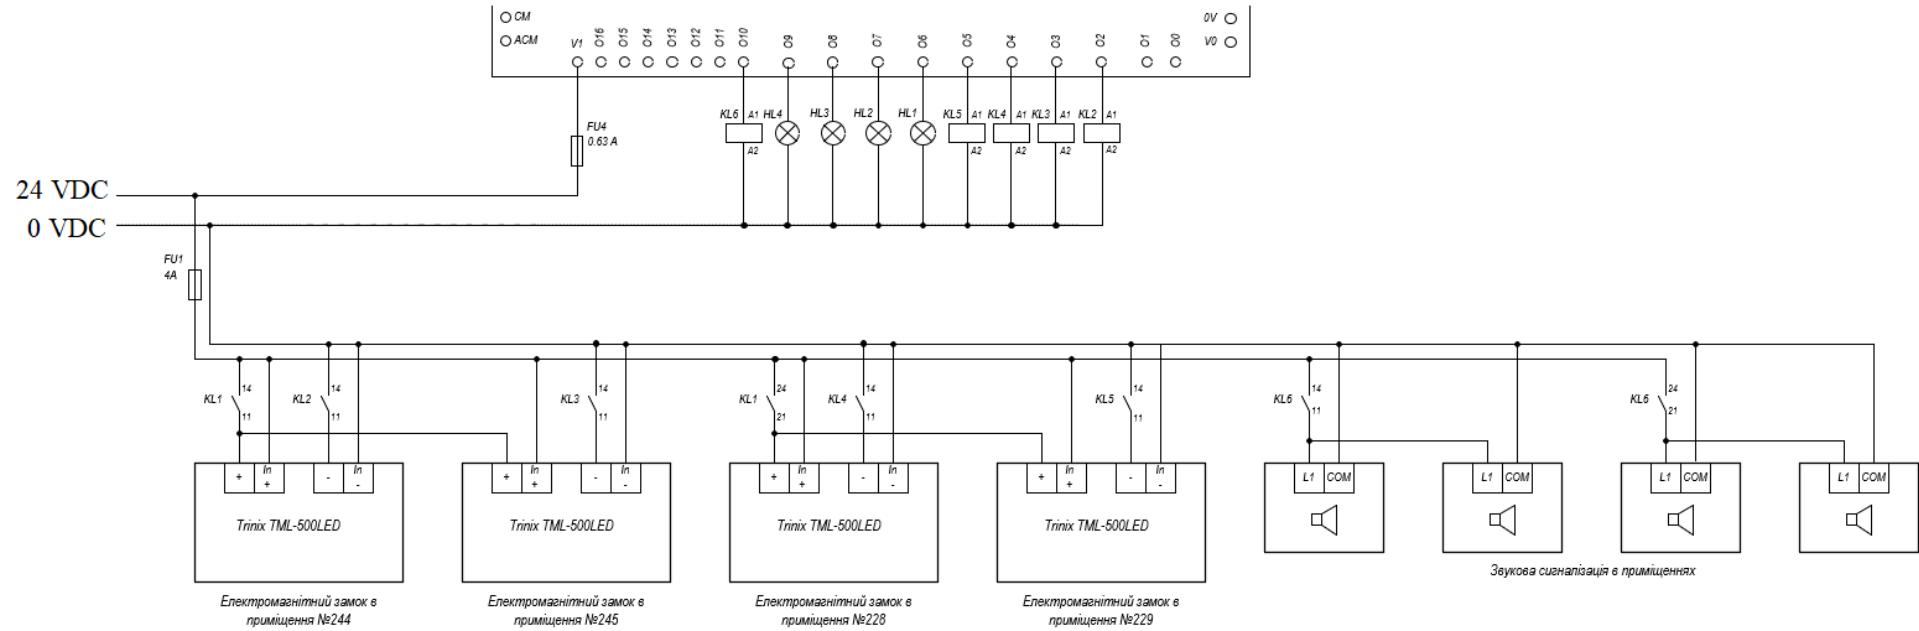 CM
0V
ACM
V1
O16
O15
O14
O13
O12
O11
O10
O9
O8
O7
O6
O5
O4
O3
O2
O1
O0
V0
KL6 A1
HL4
HL3
HL2
HL1
KL5 A1
KL4 A1
KL3 A1
KL2 A1
FU4
0.63 A
A2
A2
A2
A2
A2
24 VDC
0 VDC
FU1
4A
KL1 14
11
KL2 14
11
KL3 14
11
KL1 24
21
KL4 14
11
KL5 14
11
KL6 14
11
KL6 24
21
+ In + - In -
+ In + - In -
+ In + - In -
+ In + - In -
L1 COM
L1 COM
L1 COM
L1 COM
Trinix TML-500LED
Trinix TML-500LED
Trinix TML-500LED
Trinix TML-500LED
Звукова сигналізація в приміщеннях
Електромагнітний замок в
приміщення №244
Електромагнітний замок в
приміщення №245
Електромагнітний замок в
приміщення №228
Електромагнітний замок в
приміщення №229